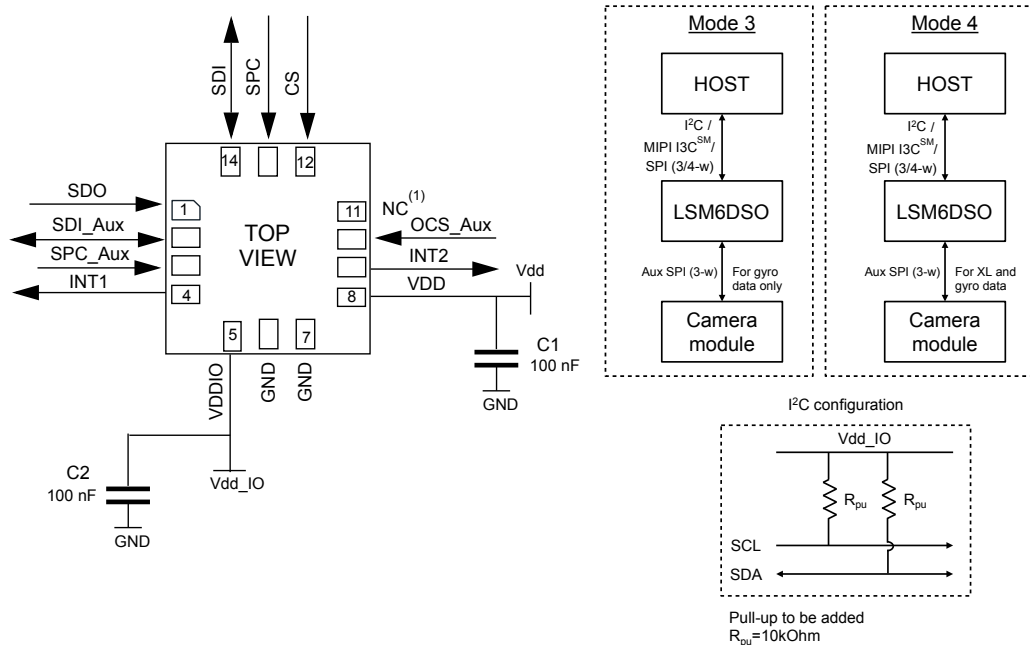 SDI
SPC
CS
14
12
SDO
SDI_Aux
SPC_Aux
INT1
1
4
TOP
VIEW
11
8
NC(1)
OCS_Aux
INT2
VDD
Vdd
5
7
VDDIO
GND
GND
C1
100 nF
GND
C2
100 nF
GND
Vdd_IO
Mode 3
HOST
I2C /
MIPI I3CSM/
SPI (3/4-w)
LSM6DSO
Aux SPI (3-w)
For gyro
data only
Camera
module
Mode 4
HOST
I2C /
MIPI I3CSM/
SPI (3/4-w)
LSM6DSO
Aux SPI (3-w)
For XL and
gyro data
Camera
module
I2C configuration
Vdd_IO
Rpu
Rpu
SCL
SDA
Pull-up to be added
Rpu=10kOhm